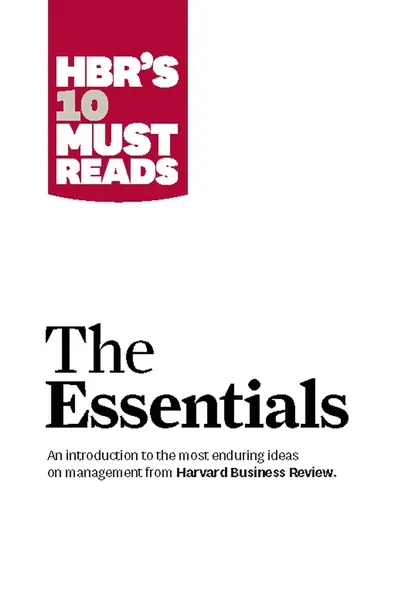 HBR’S
10
MUST
READS
The
Essentials
An introduction to the most enduring ideas
on management from Harvard Business Review.